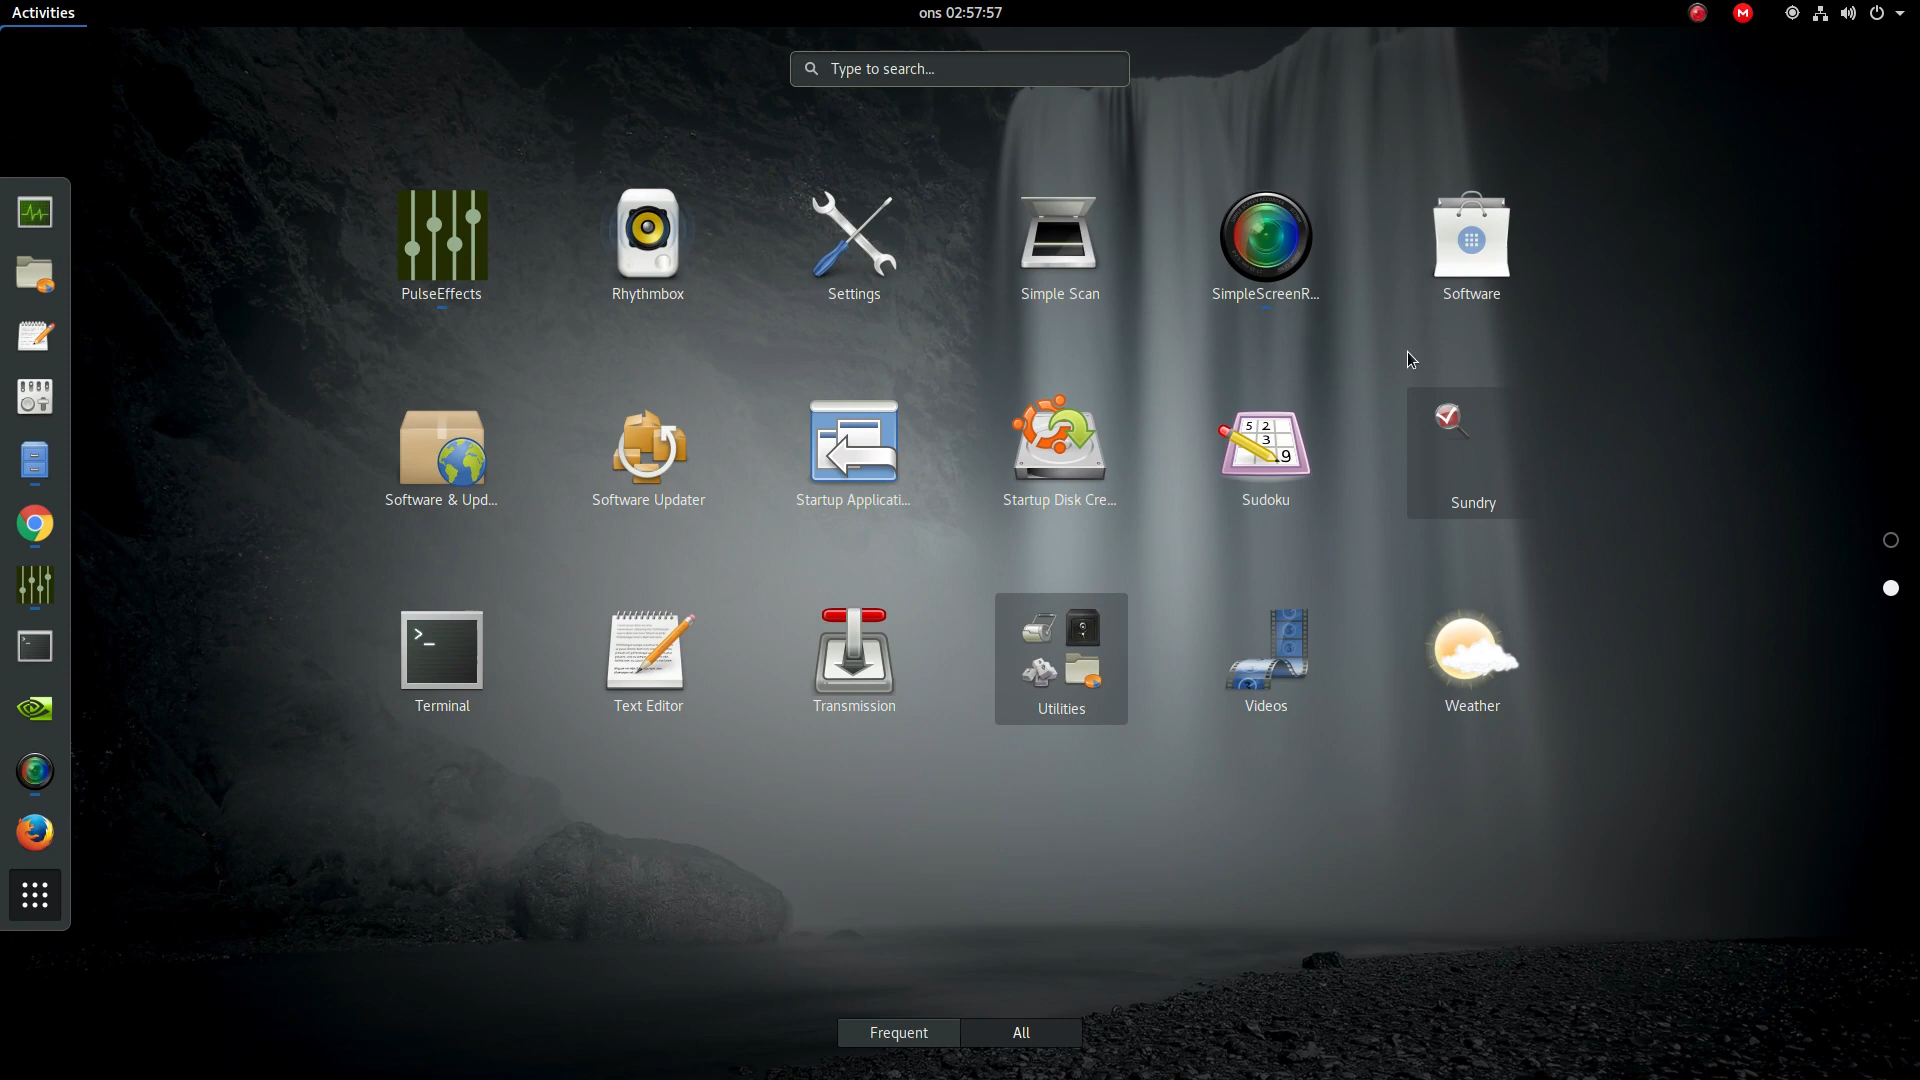 Activities
ons 02:57:57
Type to search...
PulseEffects
Rhythmbox
Settings
Simple Scan
SimpleScreenR...
Software
Software & Upd...
Software Updater
Startup Applicati...
Startup Disk Cre...
Sudoku
Sundry
Terminal
Text Editor
Transmission
Utilities
Videos
Weather
Frequent
All